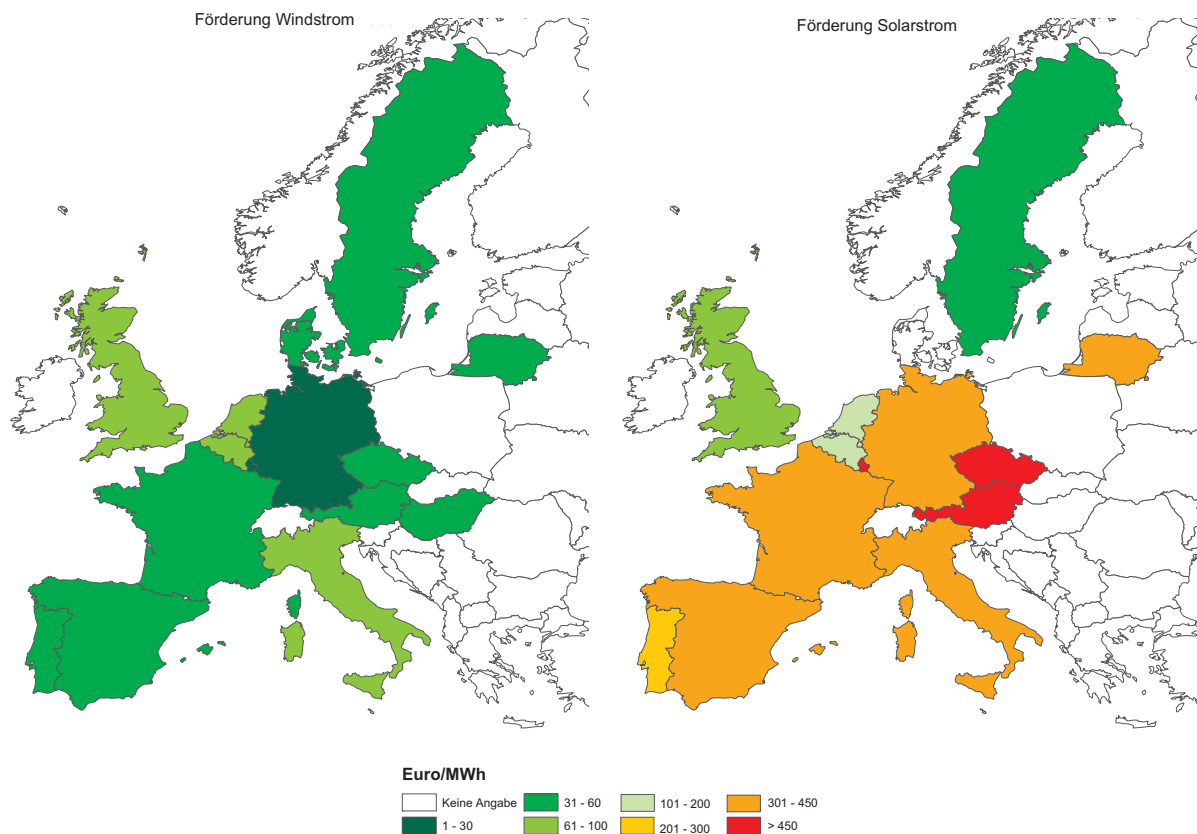 Förderung Windstrom
Förderung Solarstrom
Euro/MWh
Keine Angabe
31 - 60
101 - 200
301 - 450
1 - 30
61 - 100
201 - 300
> 450